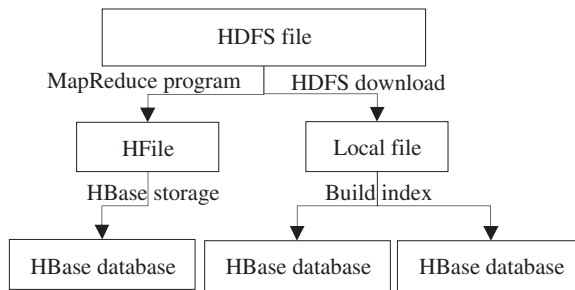 HDFS file
MapReduce program
HDFS download
HFile
Local file
HBase storage
Build index
HBase database
HBase database
HBase database